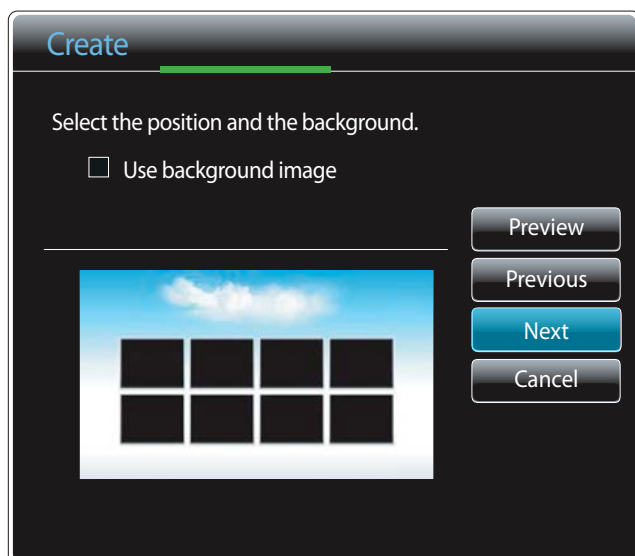 Create
Select the position and the background.
Use background image
Preview
Previous
Next
Cancel